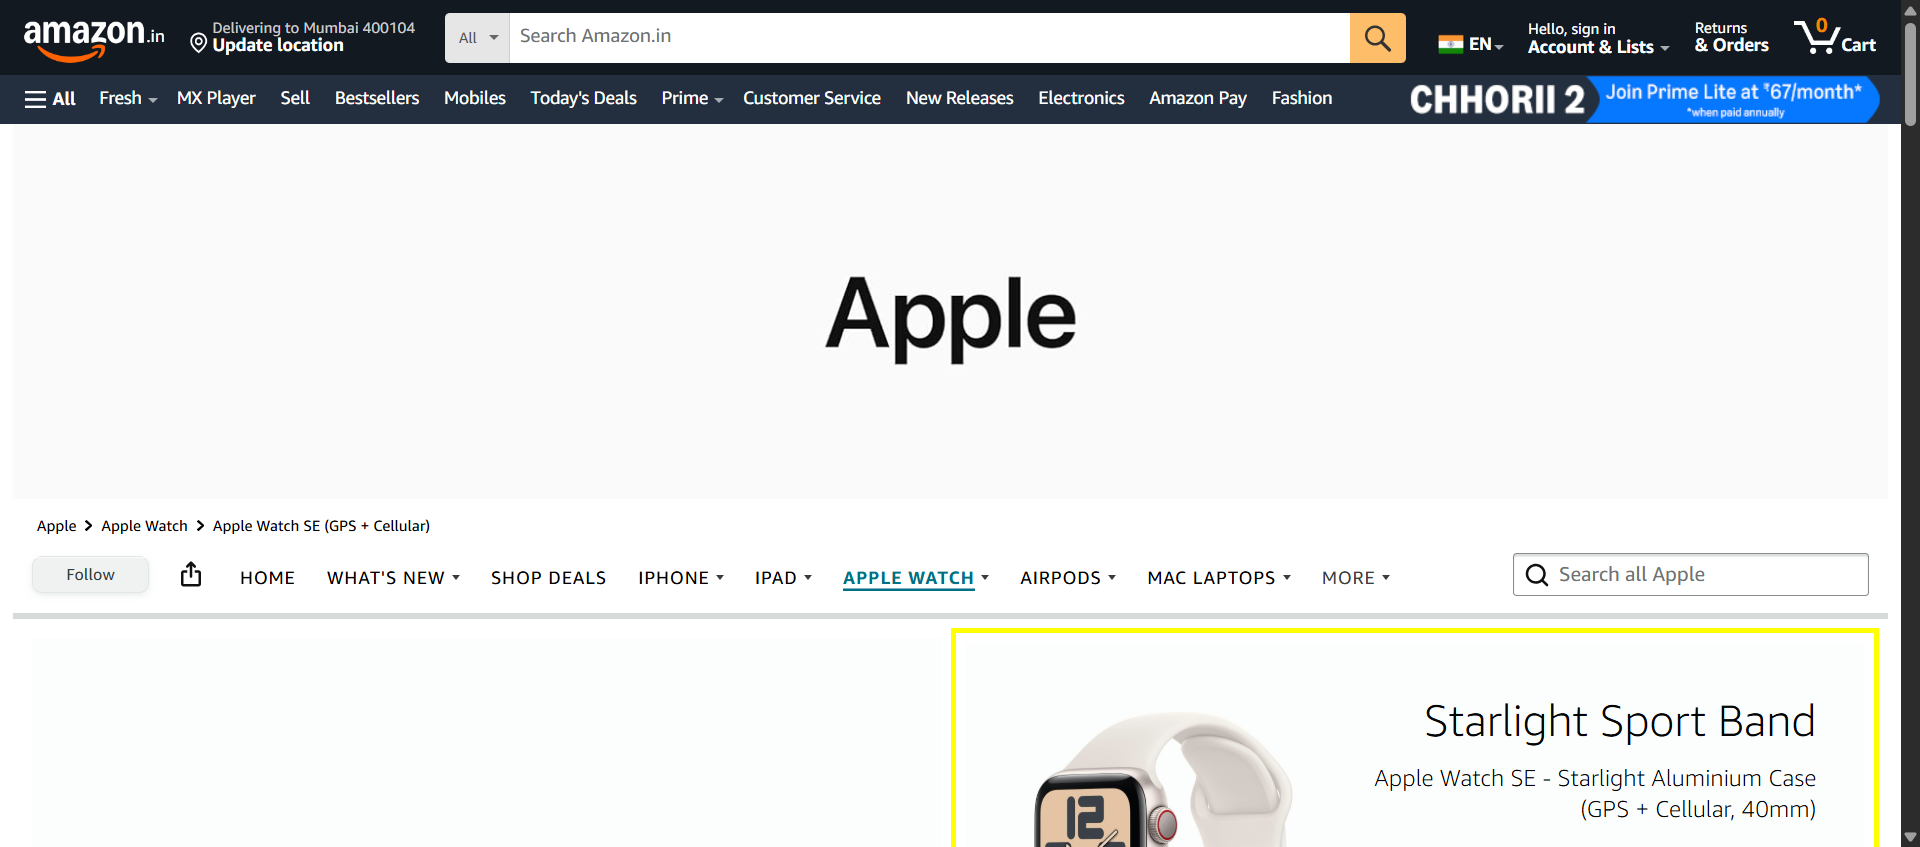 amazon.in
Delivering to Mumbai 400104
Update location
All
Search Amazon.in
EN
Hello, sign in
Account & Lists
Returns
& Orders
0
Cart
All
Fresh
MX Player
Sell
Bestsellers
Mobiles
Today's Deals
Prime
Customer Service
New Releases
Electronics
Amazon Pay
Fashion
CHHORII 2
Join Prime Lite at ₹67/month*
*when paid annually
Apple
Apple > Apple Watch > Apple Watch SE (GPS + Cellular)
Follow
HOME
WHAT'S NEW
SHOP DEALS
IPHONE
IPAD
APPLE WATCH
AIRPODS
MAC LAPTOPS
MORE
Search all Apple
Starlight Sport Band
Apple Watch SE - Starlight Aluminium Case
(GPS + Cellular, 40mm)
12